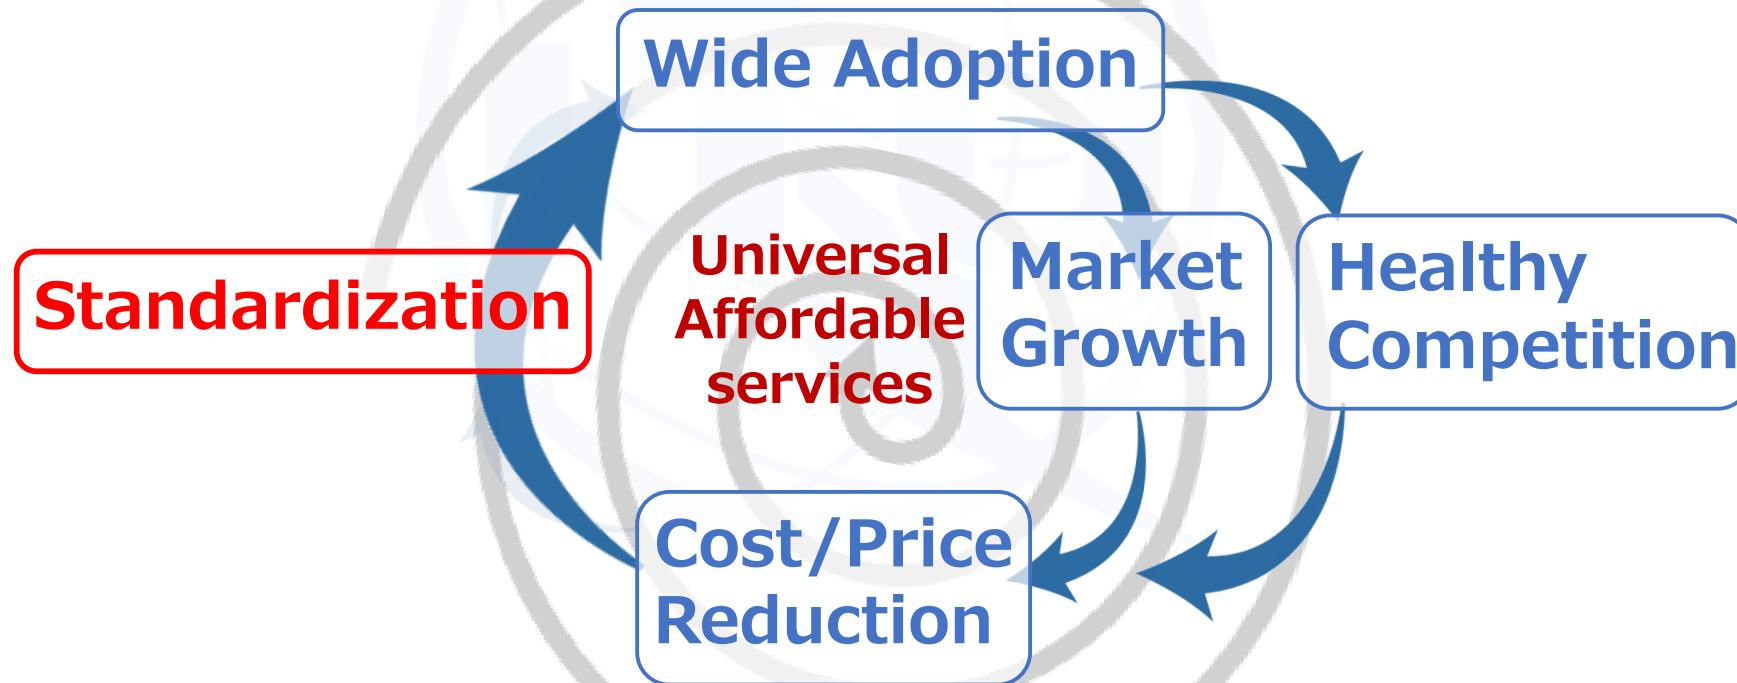 Wide Adoption
Standardization
Universal
Affordable
services
Market
Growth
Healthy
Competition
Cost/Price
Reduction